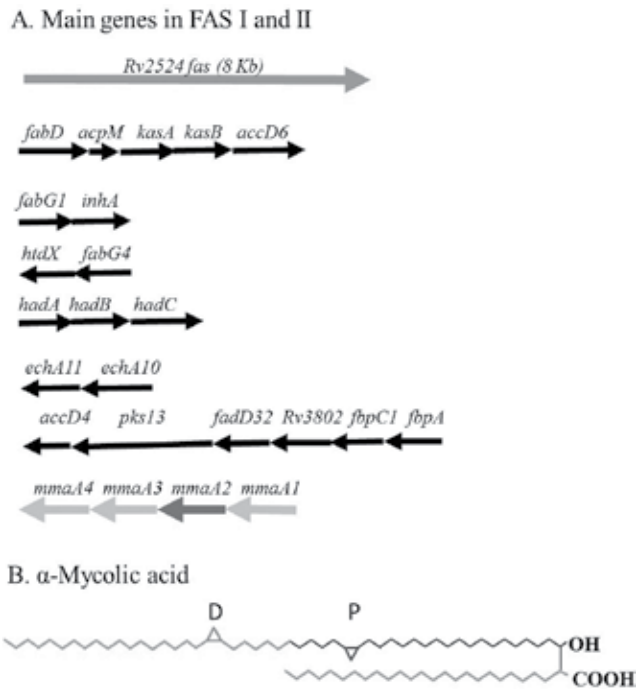 A. Main genes in FAS I and II
Rv2524 fas (8 Kb)
fabD acpM kasA kasB accD6
fabG1 inhA
htdX fabG4
hadA hadB hadC
echA11 echA10
accD4 pks13 fadD32 Rv3802 fbpC1 fbpA
mmaA4 mmaA3 mmaA2 mmaA1
B. α-Mycolic acid
D P
OH
COOH